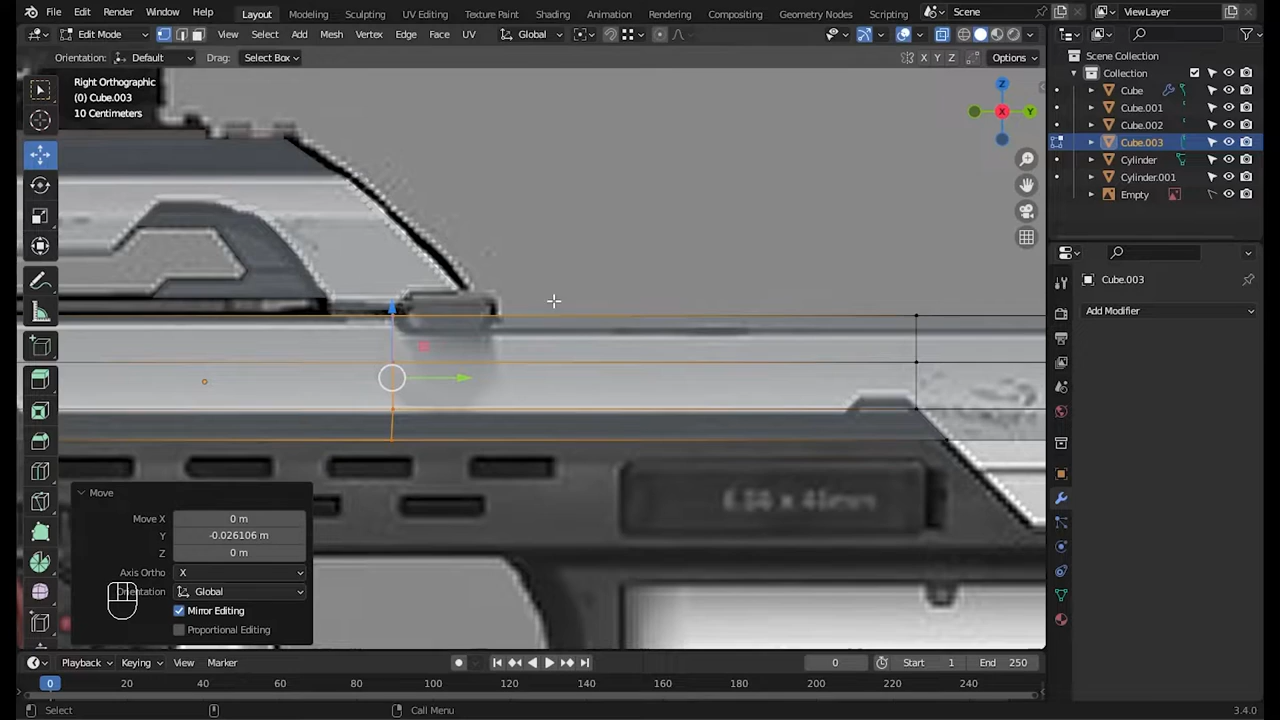 File Edit Render Window Help Layout Modeling Sculpting UV Editing Texture Paint Shading Animation Rendering Compositing Geometry Nodes Scripting Scene ViewLayer
Edit Mode View Select Add Mesh Vertex Edge Face UV Global
Orientation: Default Drag: Select Box X Y Z Options
Right Orthographic
(0) Cube.003
10 Centimeters
Z
X
Y
Scene Collection
Collection
Cube
Cube.001
Cube.002
Cube.003
Cylinder
Cylinder.001
Empty
Cube.003
Add Modifier
Move
Move X 0 m
Y -0.026106 m
Z 0 m
Axis Ortho X
Orientation Global
Mirror Editing
Proportional Editing
Playback Keying View Marker 0 Start 1 End 250
0 20 40 60 80 100 120 140 160 180 200 220 240
Select Call Menu 3.4.0